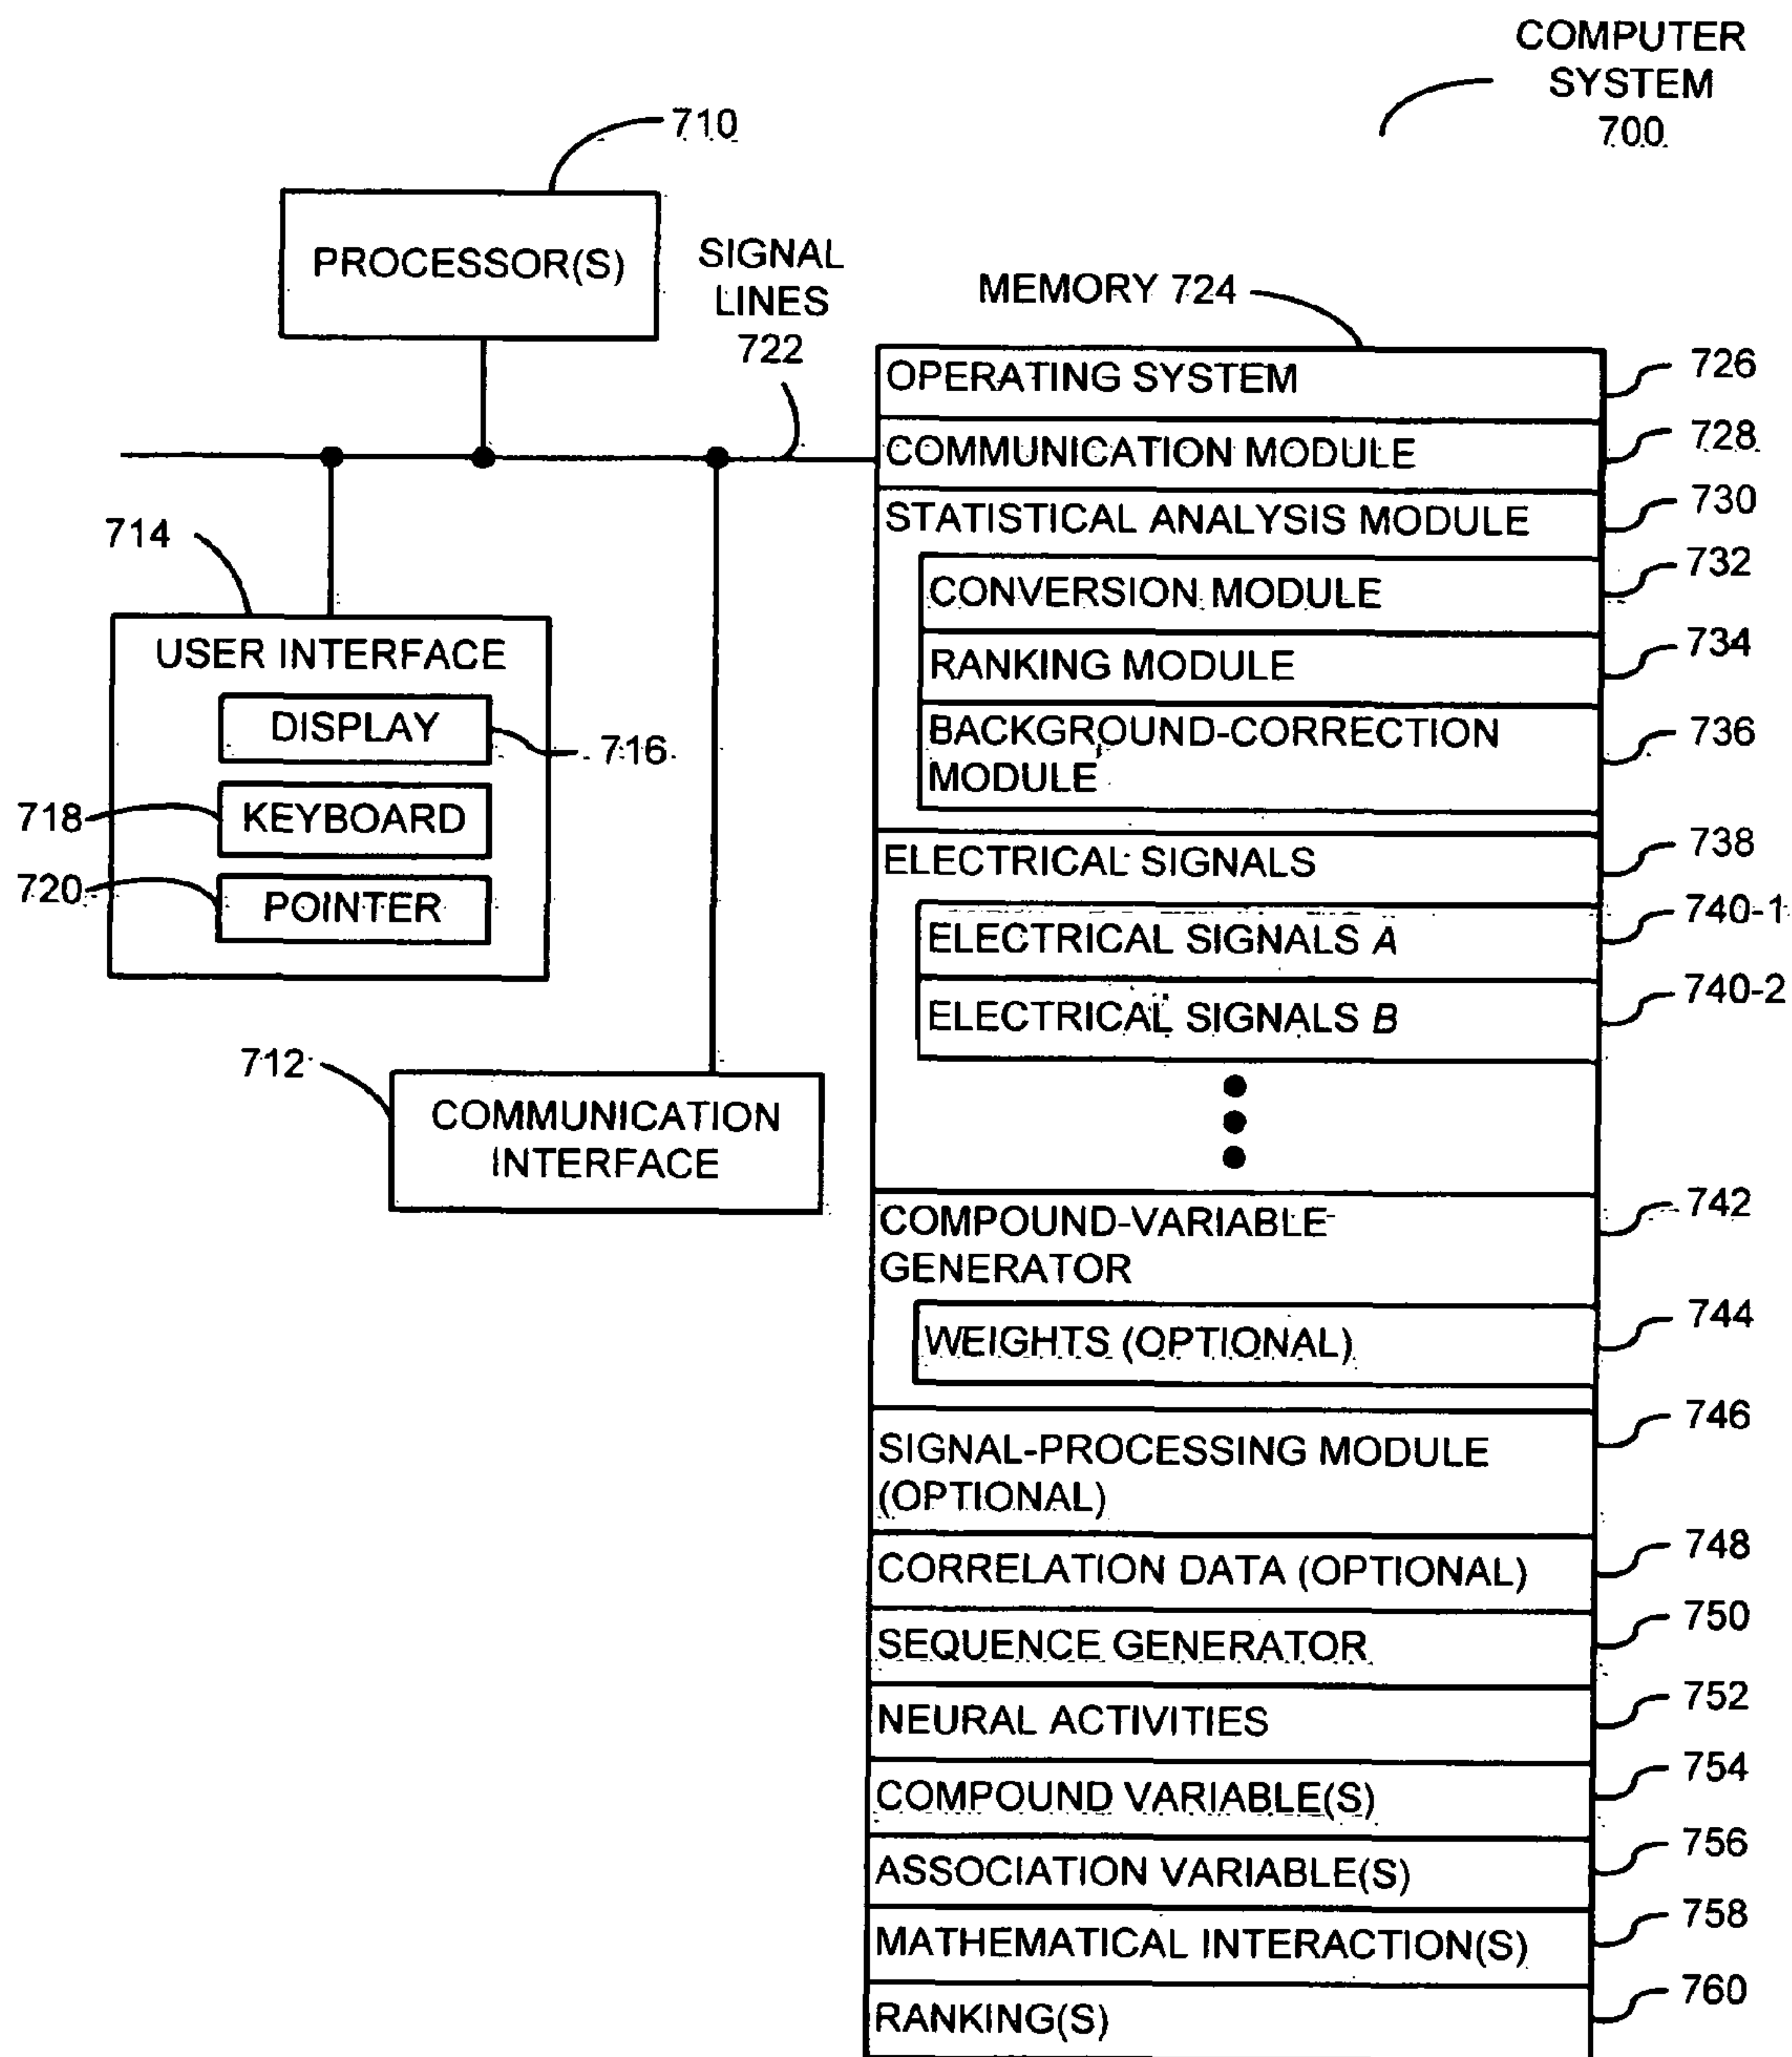 COMPUTER
SYSTEM
700
710
PROCESSOR(S)
SIGNAL
LINES
722
MEMORY 724
OPERATING SYSTEM
726
COMMUNICATION MODULE
728
STATISTICAL ANALYSIS MODULE
730
CONVERSION MODULE
732
RANKING MODULE
734
BACKGROUND-CORRECTION
MODULE
736
714
USER INTERFACE
DISPLAY
716
718
KEYBOARD
720
POINTER
712
COMMUNICATION
INTERFACE
ELECTRICAL SIGNALS
738
ELECTRICAL SIGNALS A
740-1
ELECTRICAL SIGNALS B
740-2
COMPOUND-VARIABLE
GENERATOR
742
WEIGHTS (OPTIONAL)
744
SIGNAL-PROCESSING MODULE
(OPTIONAL)
746
CORRELATION DATA (OPTIONAL)
748
SEQUENCE GENERATOR
750
NEURAL ACTIVITIES
752
COMPOUND VARIABLE(S)
754
ASSOCIATION VARIABLE(S)
756
MATHEMATICAL INTERACTION(S)
758
RANKING(S)
760